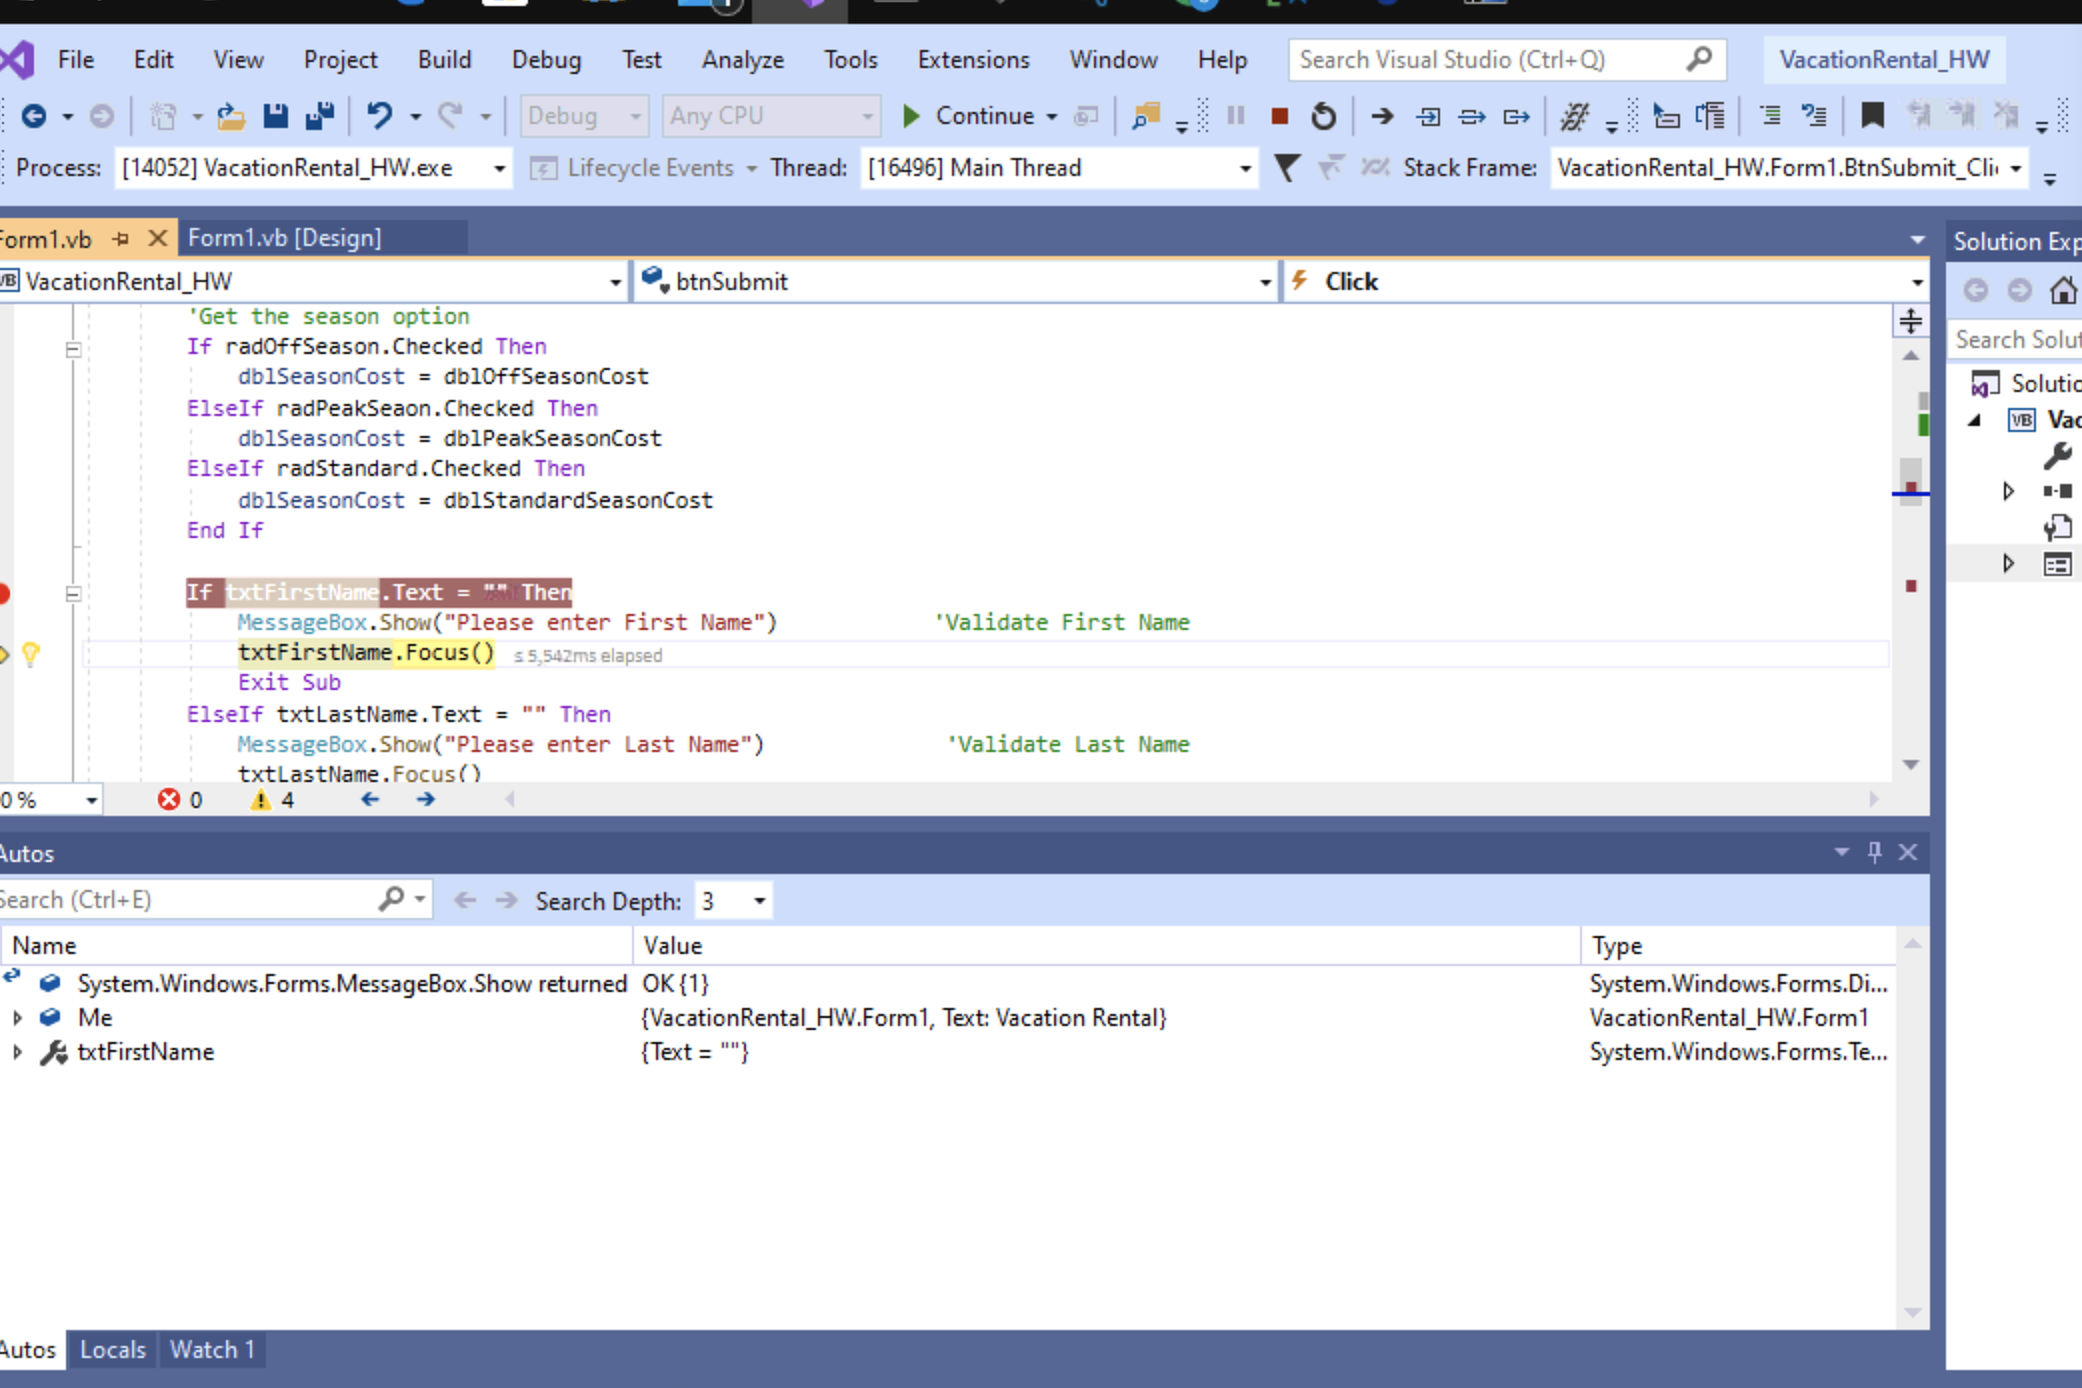 File Edit View Project Build Debug Test Analyze Tools Extensions Window Help Search Visual Studio (Ctrl+Q) VacationRental_HW
Debug Any CPU Continue
Process: [14052] VacationRental_HW.exe Lifecycle Events Thread: [16496] Main Thread Stack Frame: VacationRental_HW.Form1.BtnSubmit_Cli
Form1.vb Form1.vb [Design]
Solution Exp
VB VacationRental_HW btnSubmit Click
'Get the season option
If radOffSeason.Checked Then
dblSeasonCost = dblOffSeasonCost
ElseIf radPeakSeaon.Checked Then
dblSeasonCost = dblPeakSeasonCost
ElseIf radStandard.Checked Then
dblSeasonCost = dblStandardSeasonCost
End If
If txtFirstName.Text = "" Then
MessageBox.Show("Please enter First Name") 'Validate First Name
txtFirstName.Focus() ≤ 5,542ms elapsed
Exit Sub
ElseIf txtLastName.Text = "" Then
MessageBox.Show("Please enter Last Name") 'Validate Last Name
txtLastName.Focus()
0 % 0 4
Search Solut
Solutio
VB Vac
Autos
Search (Ctrl+E) Search Depth: 3
Name Value Type
System.Windows.Forms.MessageBox.Show returned OK {1} System.Windows.Forms.Di...
Me {VacationRental_HW.Form1, Text: Vacation Rental} VacationRental_HW.Form1
txtFirstName {Text = ""} System.Windows.Forms.Te...
Autos Locals Watch 1